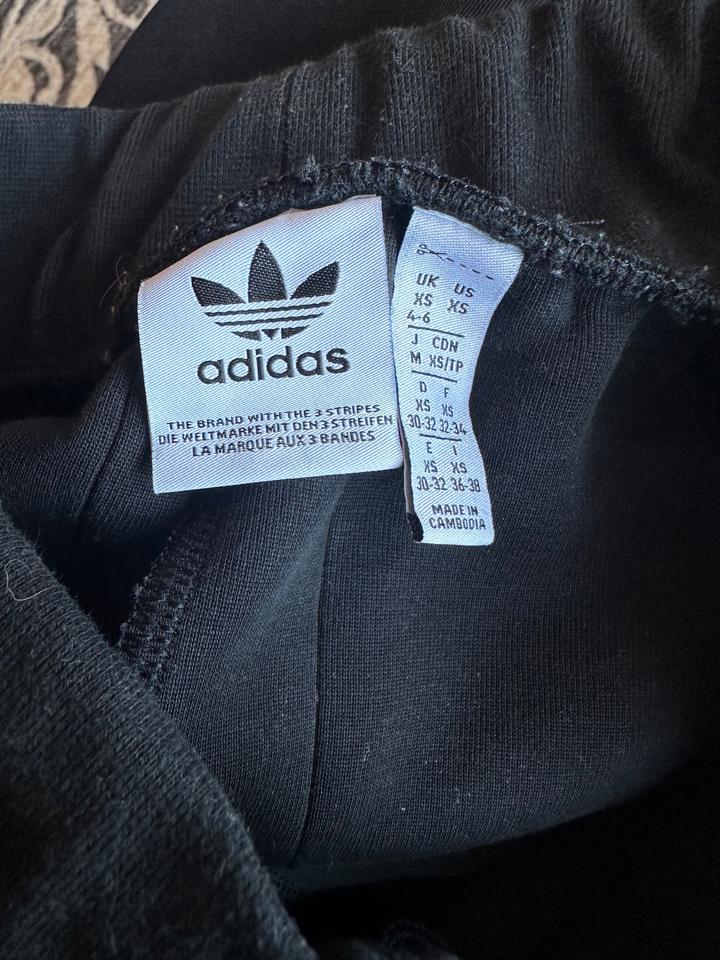 adidas
THE BRAND WITH THE 3 STRIPES
DIE WELTMARKE MIT DEN 3 STREIFEN
LA MARQUE AUX 3 BANDES
UK US
XS XS
4-6
J CDN
M XS/TP
D F
XS XS
30-32 32-34
E I
XS XS
30-32 36-38
MADE IN
CAMBODIA